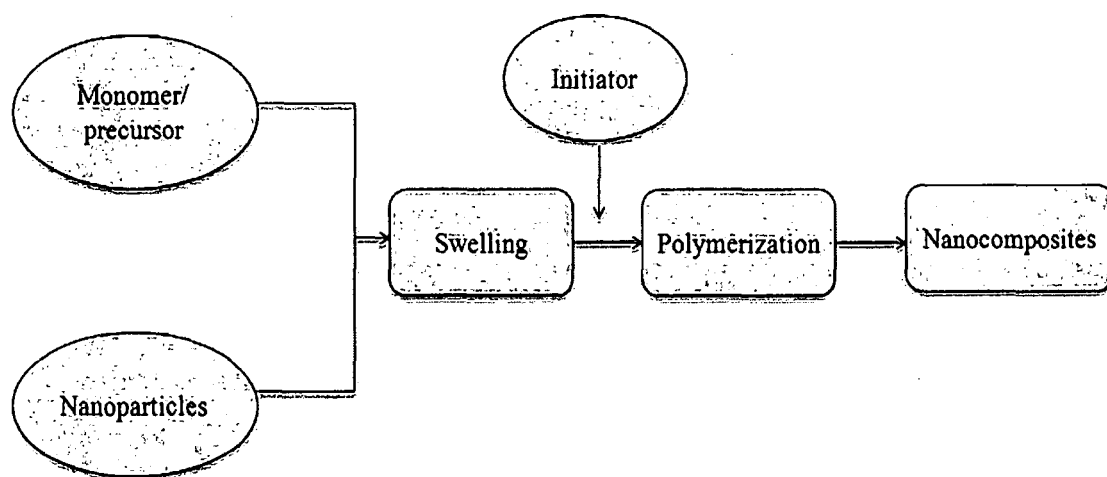 Monomer/
precursor
Initiator
Swelling
Polymerization
Nanocomposites
Nanoparticles